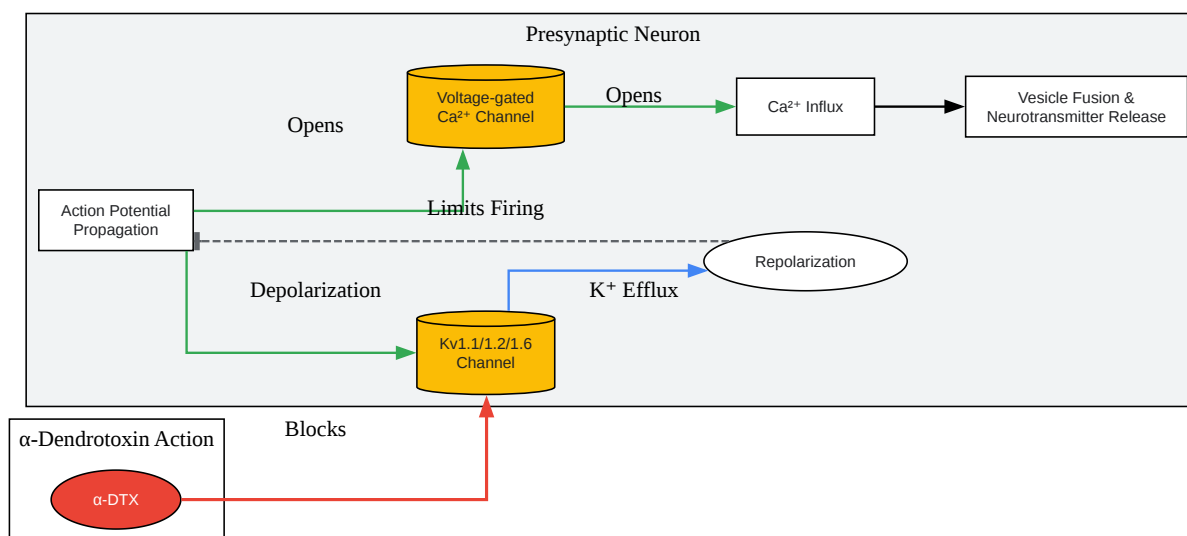 Presynaptic Neuron
Voltage-gated
Ca²⁺ Channel
Opens
Ca²⁺ Influx
Vesicle Fusion &
Neurotransmitter Release
Opens
Action Potential
Propagation
Limits Firing
Repolarization
Depolarization
K⁺ Efflux
Kv1.1/1.2/1.6
Channel
Blocks
α-Dendrotoxin Action
α-DTX